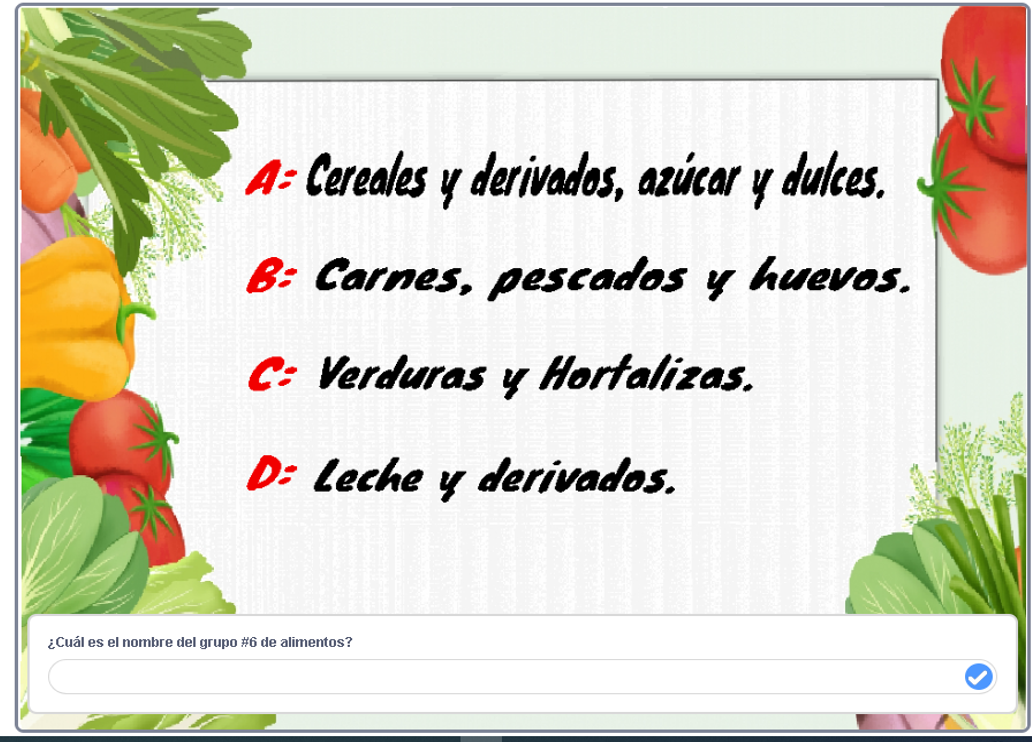 A: Cereales y derivados, azúcar y dulces.
B: Carnes, pescados y huevos.
C: Verduras y Hortalizas.
D: Leche y derivados.
¿Cuál es el nombre del grupo #6 de alimentos?